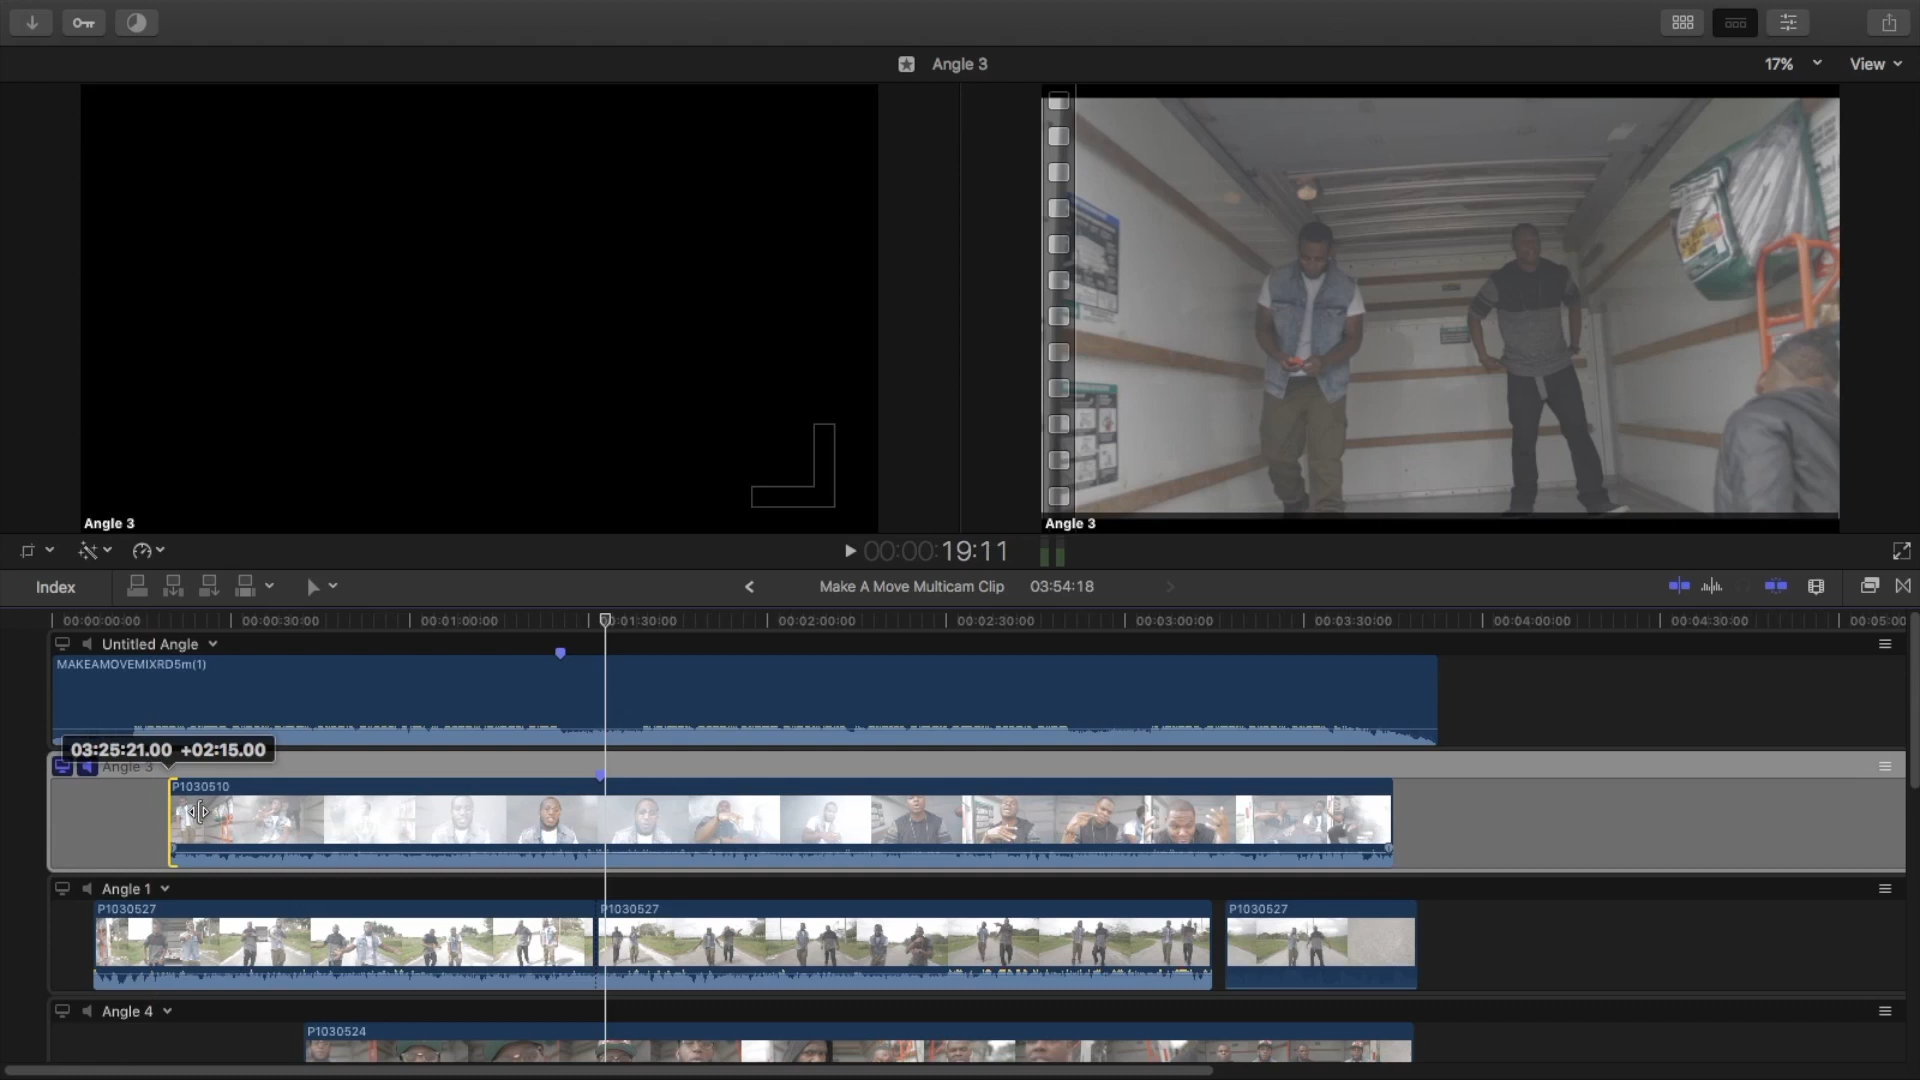 Angle 3
17%
View
Angle 3
Angle 3
00:00:19:11
Index
Make A Move Multicam Clip
03:54:18
00:00:00:00
00:00:30:00
00:01:00:00
01:30:00
00:02:00:00
00:02:30:00
00:03:00:00
00:03:30:00
00:04:00:00
00:04:30:00
00:05:00
Untitled Angle
MAKEAMOVEMIXRD5m(1)
03:25:21.00 +02:15.00
Angle 3
P1030510
Angle 1
P1030527
P1030527
P1030527
Angle 4
P1030524